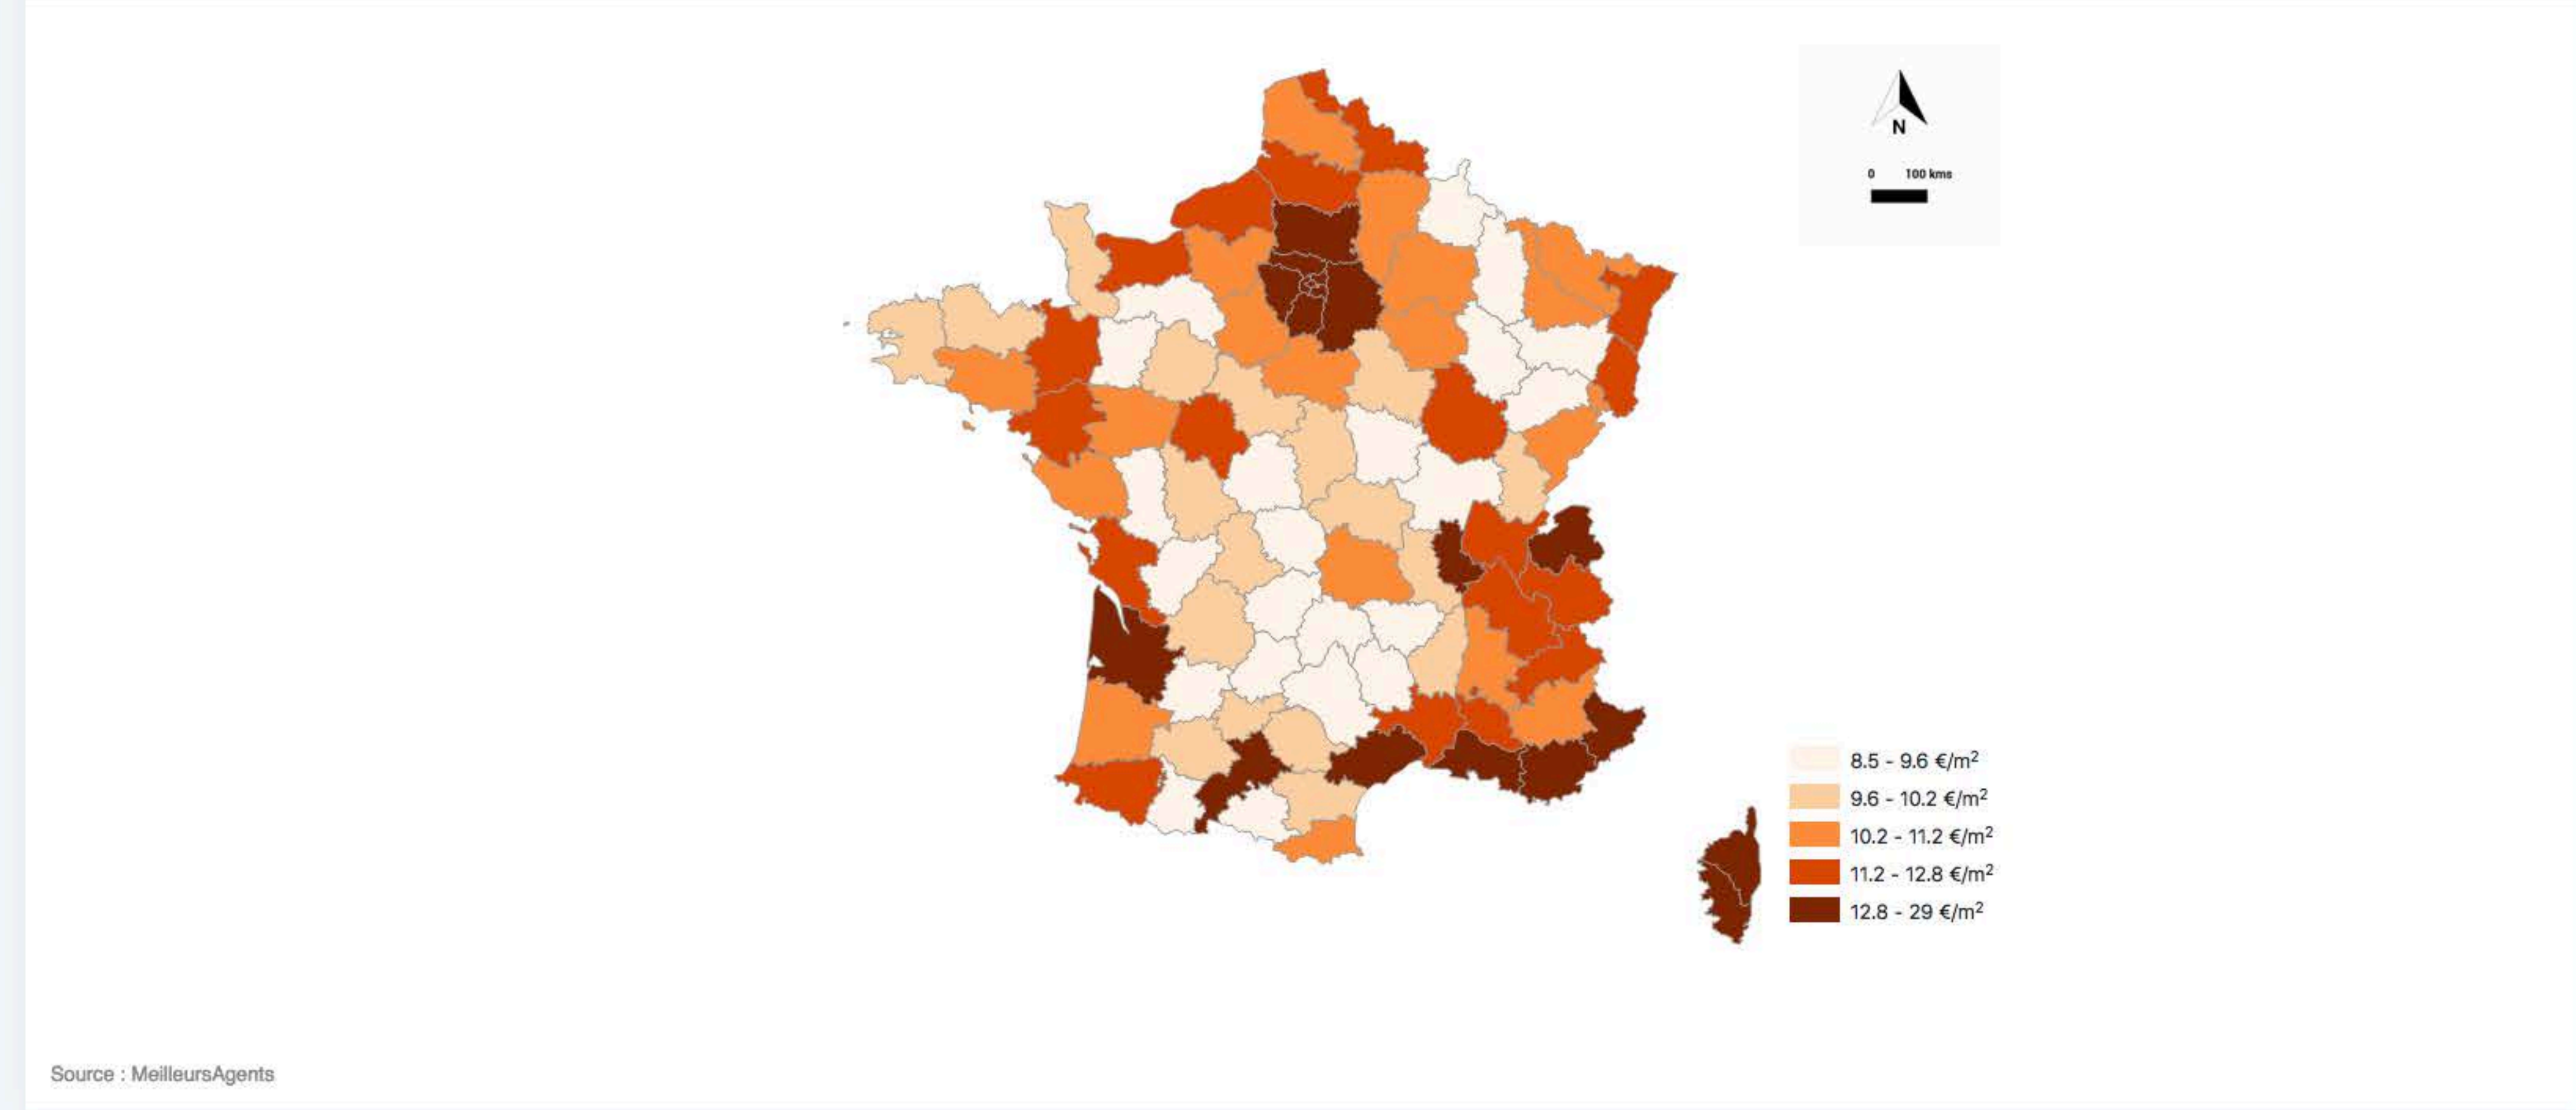 N
0 100 kms
8.5 - 9.6 €/m²
9.6 - 10.2 €/m²
10.2 - 11.2 €/m²
11.2 - 12.8 €/m²
12.8 - 29 €/m²
Source : MeilleursAgents